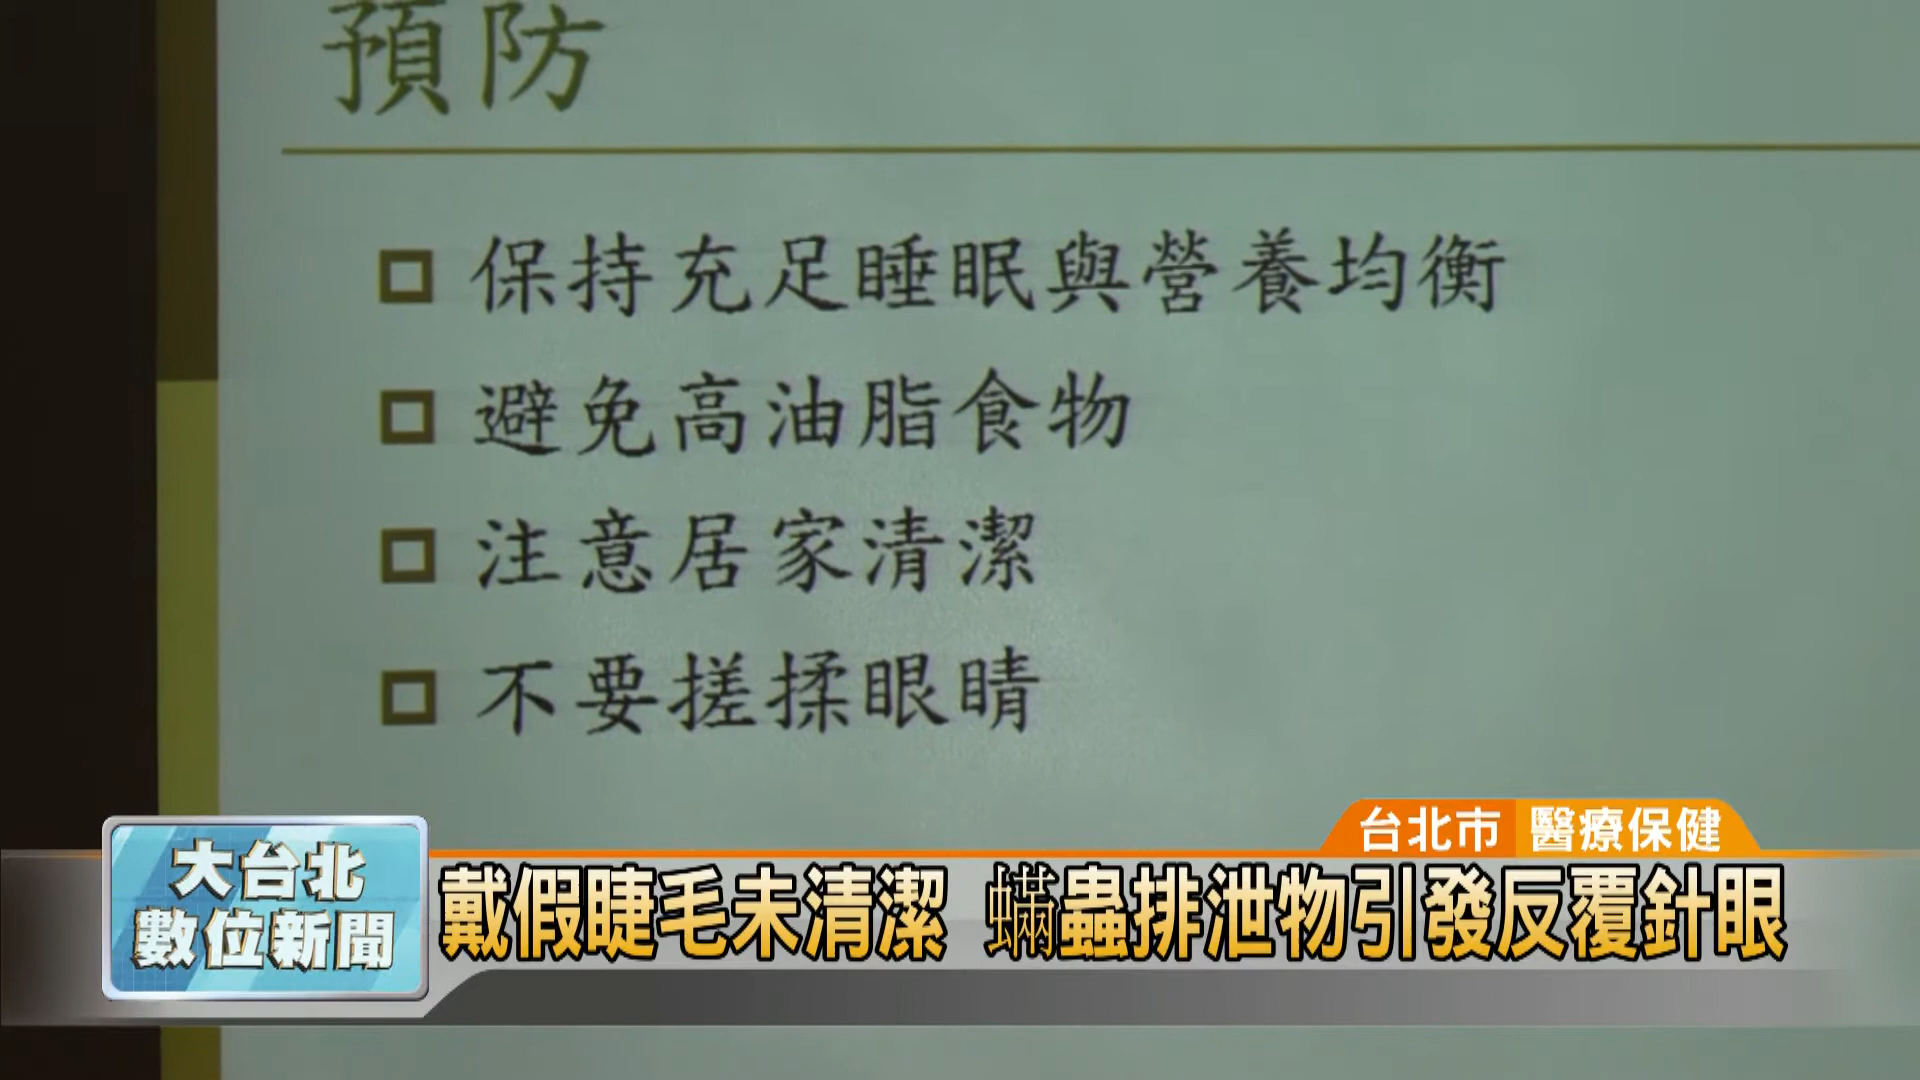 預防
保持充足睡眠與營養均衡
避免高油脂食物
注意居家清潔
不要搓揉眼睛
台北市 醫療保健
大台北
數位新聞
戴假睫毛未清潔 蟎蟲排泄物引發反覆針眼